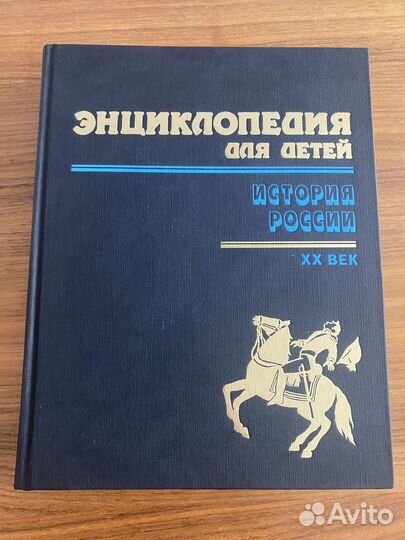 ЭНЦИКЛОПЕДИЯ
ДЛЯ ДЕТЕЙ
ИСТОРИЯ
РОССИИ
XX ВЕК
Avito